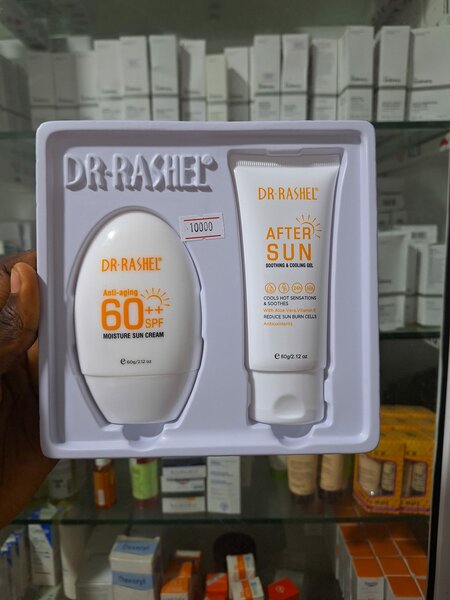 DR·RASHEL®
10000
DR·RASHEL®
Anti-aging
60++
SPF
MOISTURE SUN CREAM
℮60g/2.12 oz
DR·RASHEL®
AFTER
SUN
SOOTHING & COOLING GEL
24H
COOLS HOT SENSATIONS
& SOOTHES
With Aloe Vera, Vitamin E
REDUCE SUN BURN CELLS
Antioxidants
℮ 60g/2.12 oz